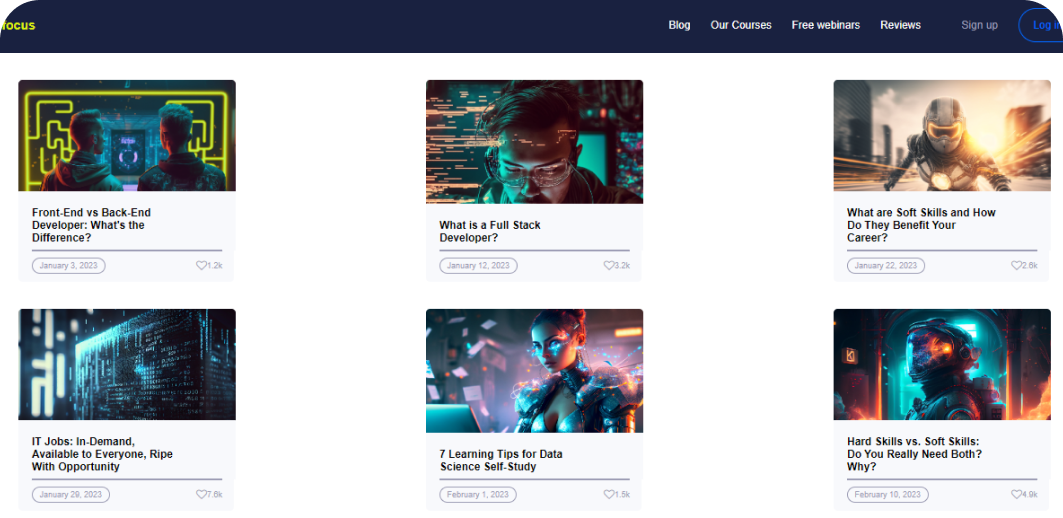 focus
Blog
Our Courses
Free webinars
Reviews
Sign up
Front-End vs Back-End
Developer: What's the
Difference?
January 3, 2023
1.2k
What is a Full Stack
Developer?
January 12, 2023
3.2k
What are Soft Skills and How
Do They Benefit Your
Career?
January 22, 2023
2.6k
IT Jobs: In-Demand,
Available to Everyone, Ripe
With Opportunity
January 29, 2023
7.6k
7 Learning Tips for Data
Science Self-Study
February 1, 2023
1.5k
Hard Skills vs. Soft Skills:
Do You Really Need Both?
Why?
February 10, 2023
4.9k